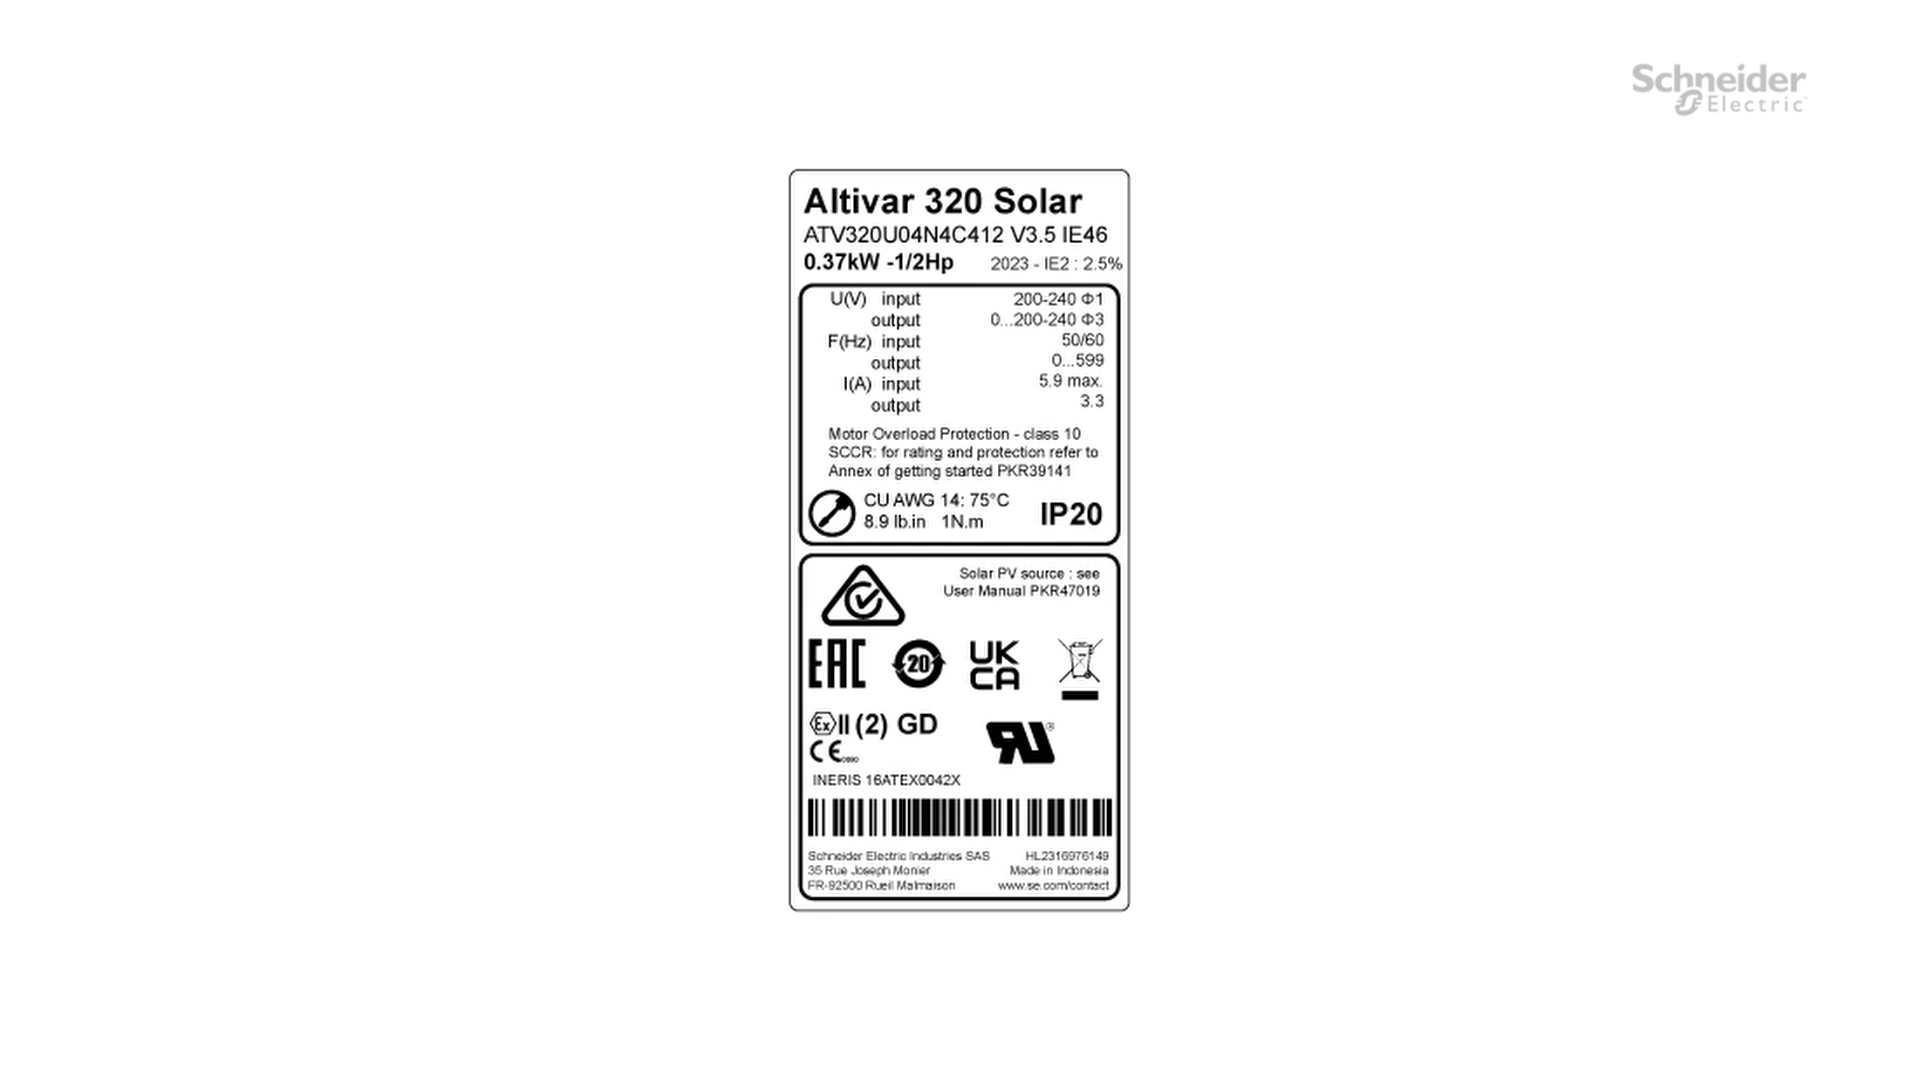 Schneider
Electric
Altivar 320 Solar
ATV320U04N4C412 V3.5 IE46
0.37kW -1/2Hp 2023 - IE2 : 2.5%
U(V) input 200-240 Φ1
output 0...200-240 Φ3
F(Hz) input 50/60
output 0...599
I(A) input 5.9 max.
output 3.3
Motor Overload Protection - class 10
SCCR: for rating and protection refer to
Annex of getting started PKR39141
CU AWG 14: 75°C
8.9 lb.in 1N.m IP20
Solar PV source : see
User Manual PKR47019
EAC 20 UK
CA
Ex II (2) GD
CE
INERIS 16ATEX0042X
Schneider Electric Industries SAS HL2316976149
35 Rue Joseph Monier Made in Indonesia
FR-92500 Rueil Malmaison www.se.com/contact